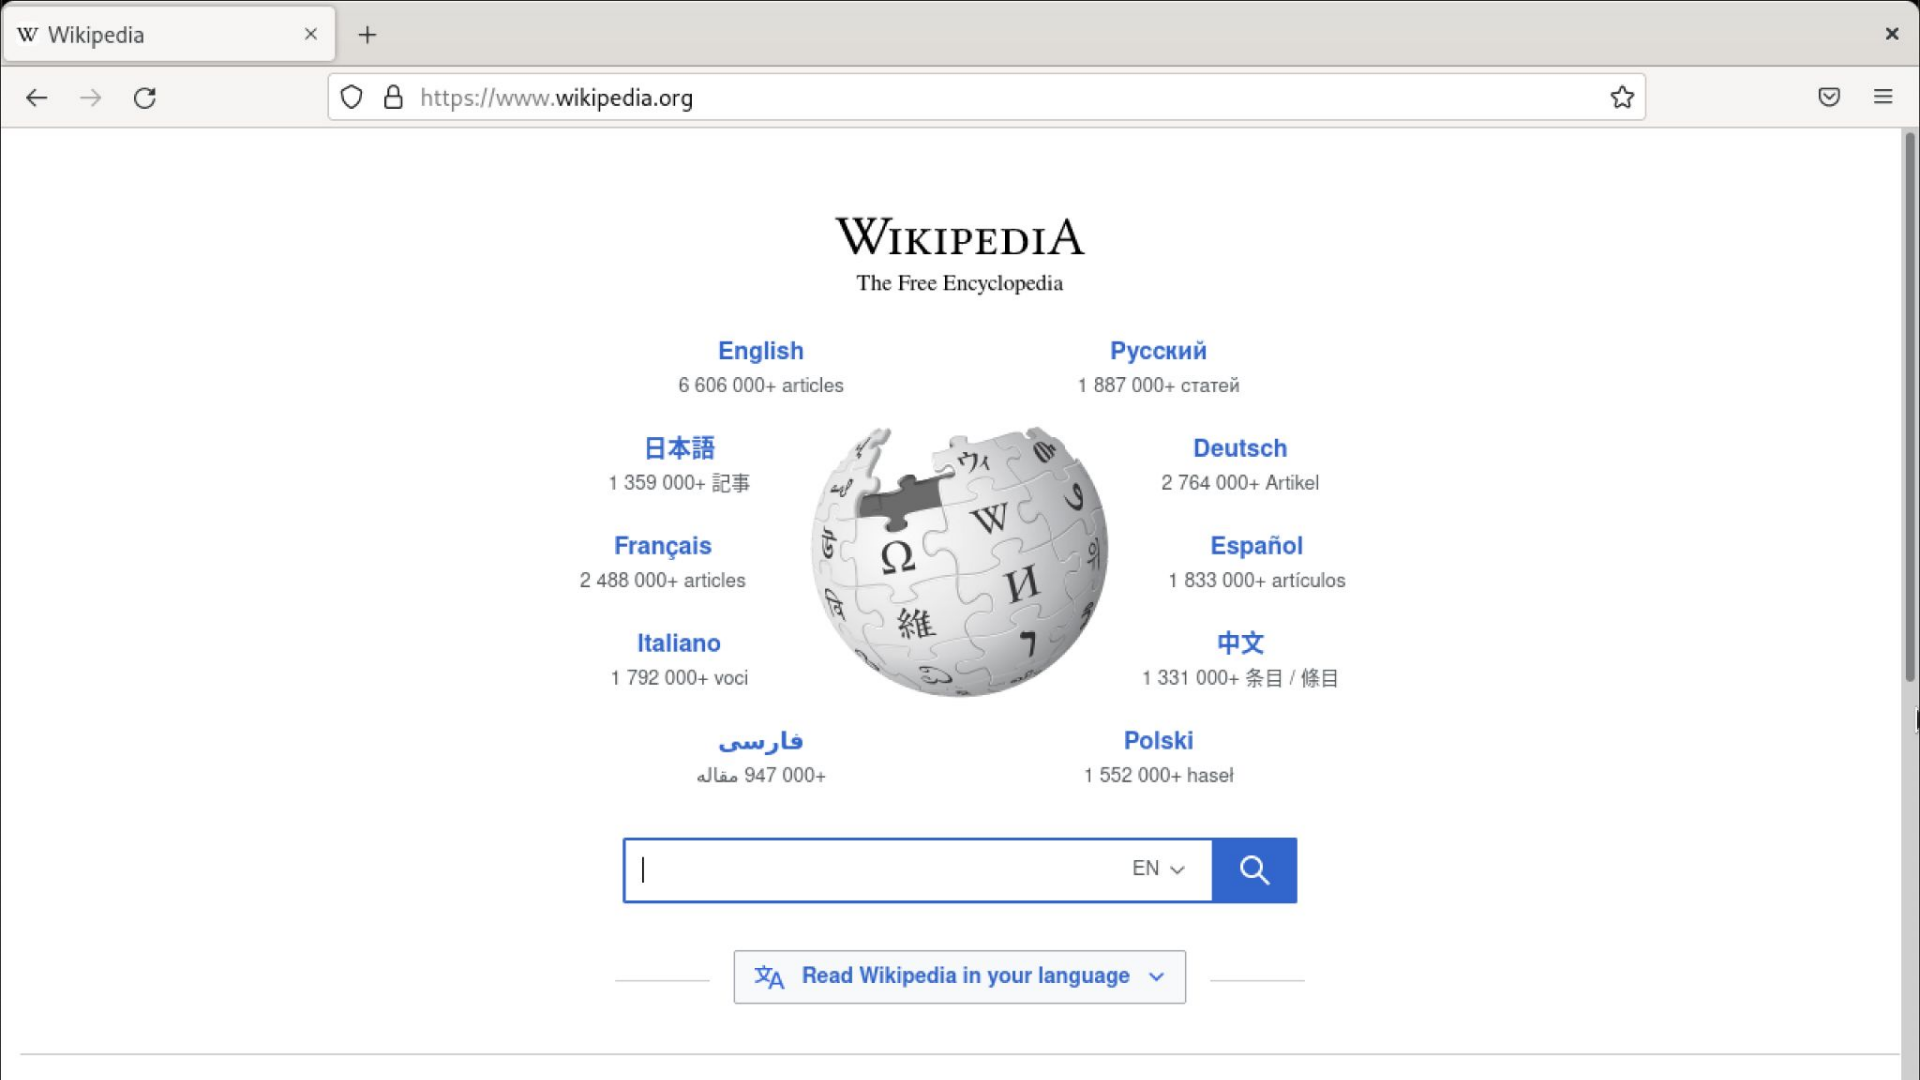 Wikipedia
https://www.wikipedia.org
WIKIPEDIA
The Free Encyclopedia
English
6 606 000+ articles
Русский
1 887 000+ статей
日本語
1 359 000+ 記事
Deutsch
2 764 000+ Artikel
Français
2 488 000+ articles
Español
1 833 000+ artículos
Italiano
1 792 000+ voci
中文
1 331 000+ 条目 / 條目
فارسی
947 000+ مقاله
Polski
1 552 000+ haseł
Ω W И 維 ウィ
EN
Read Wikipedia in your language